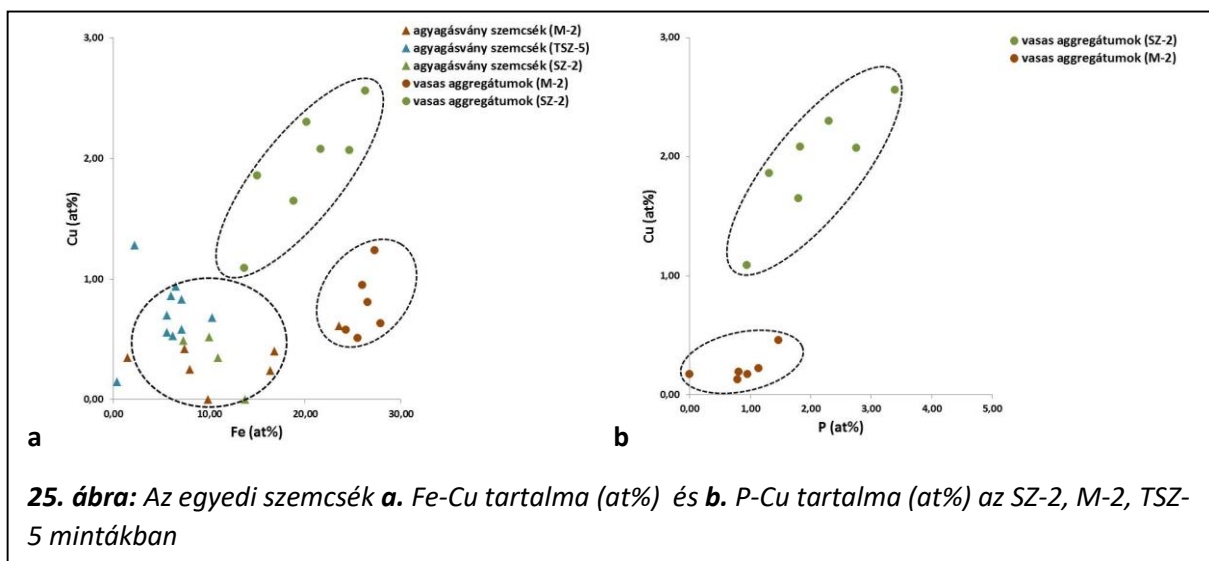 3,00
2,00
1,00
0,00
Cu (at%)
0,00 10,00 20,00 30,00
Fe (at%)
agyagásvány szemcsék (M-2)
agyagásvány szemcsék (TSZ-5)
agyagásvány szemcsék (SZ-2)
vasas aggregátumok (M-2)
vasas aggregátumok (SZ-2)
a
3,00
2,00
1,00
0,00
Cu (at%)
0,00 1,00 2,00 3,00 4,00 5,00
P (at%)
vasas aggregátumok (SZ-2)
vasas aggregátumok (M-2)
b
25. ábra: Az egyedi szemcsék a. Fe-Cu tartalma (at%) és b. P-Cu tartalma (at%) az SZ-2, M-2, TSZ-
5 mintákban